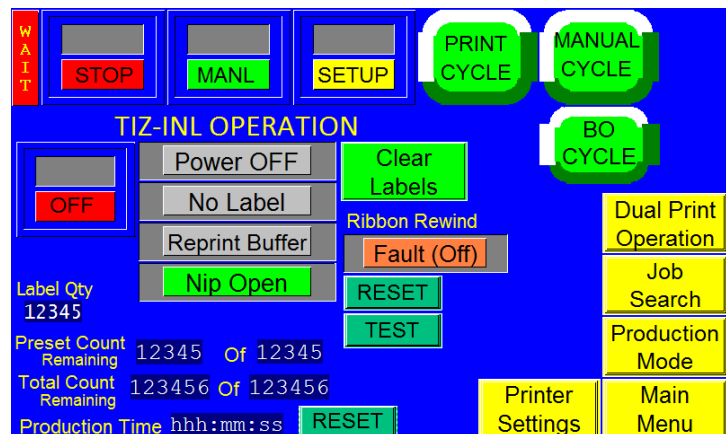 WAIT
STOP
MANL
SETUP
PRINT
CYCLE
MANUAL
CYCLE
TIZ-INL OPERATION
BO
CYCLE
OFF
Power OFF
No Label
Reprint Buffer
Nip Open
Clear
Labels
Ribbon Rewind
Fault (Off)
RESET
TEST
Dual Print
Operation
Job
Search
Production
Mode
Label Qty
12345
Preset Count
Remaining
12345 Of 12345
Total Count
Remaining
123456 Of 123456
Production Time hhh:mm:ss RESET
Printer
Settings
Main
Menu